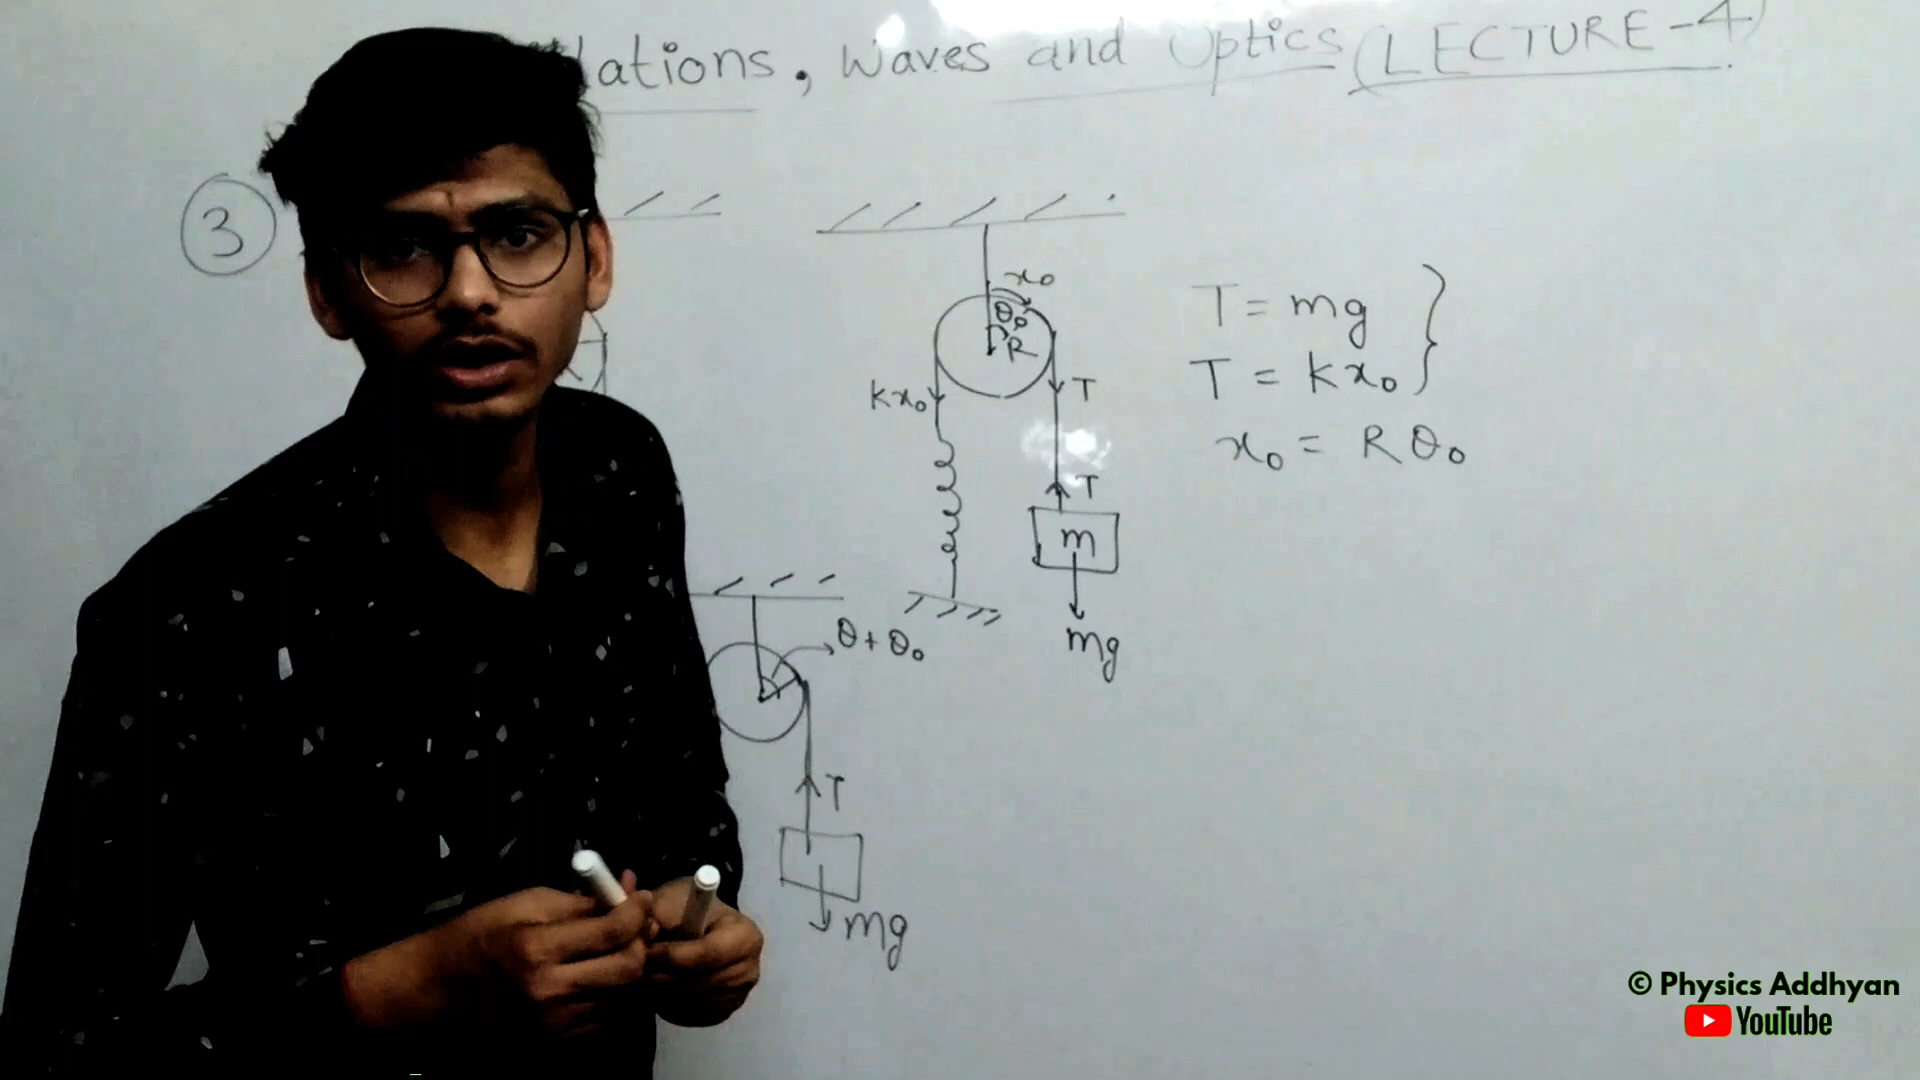 lations, Waves and Optics (LECTURE-4)
3
x₀
θ₀
R
kx₀
T
T
m
mg
T = mg
T = kx₀
x₀ = Rθ₀
θ + θ₀
T
mg
© Physics Addhyan
YouTube